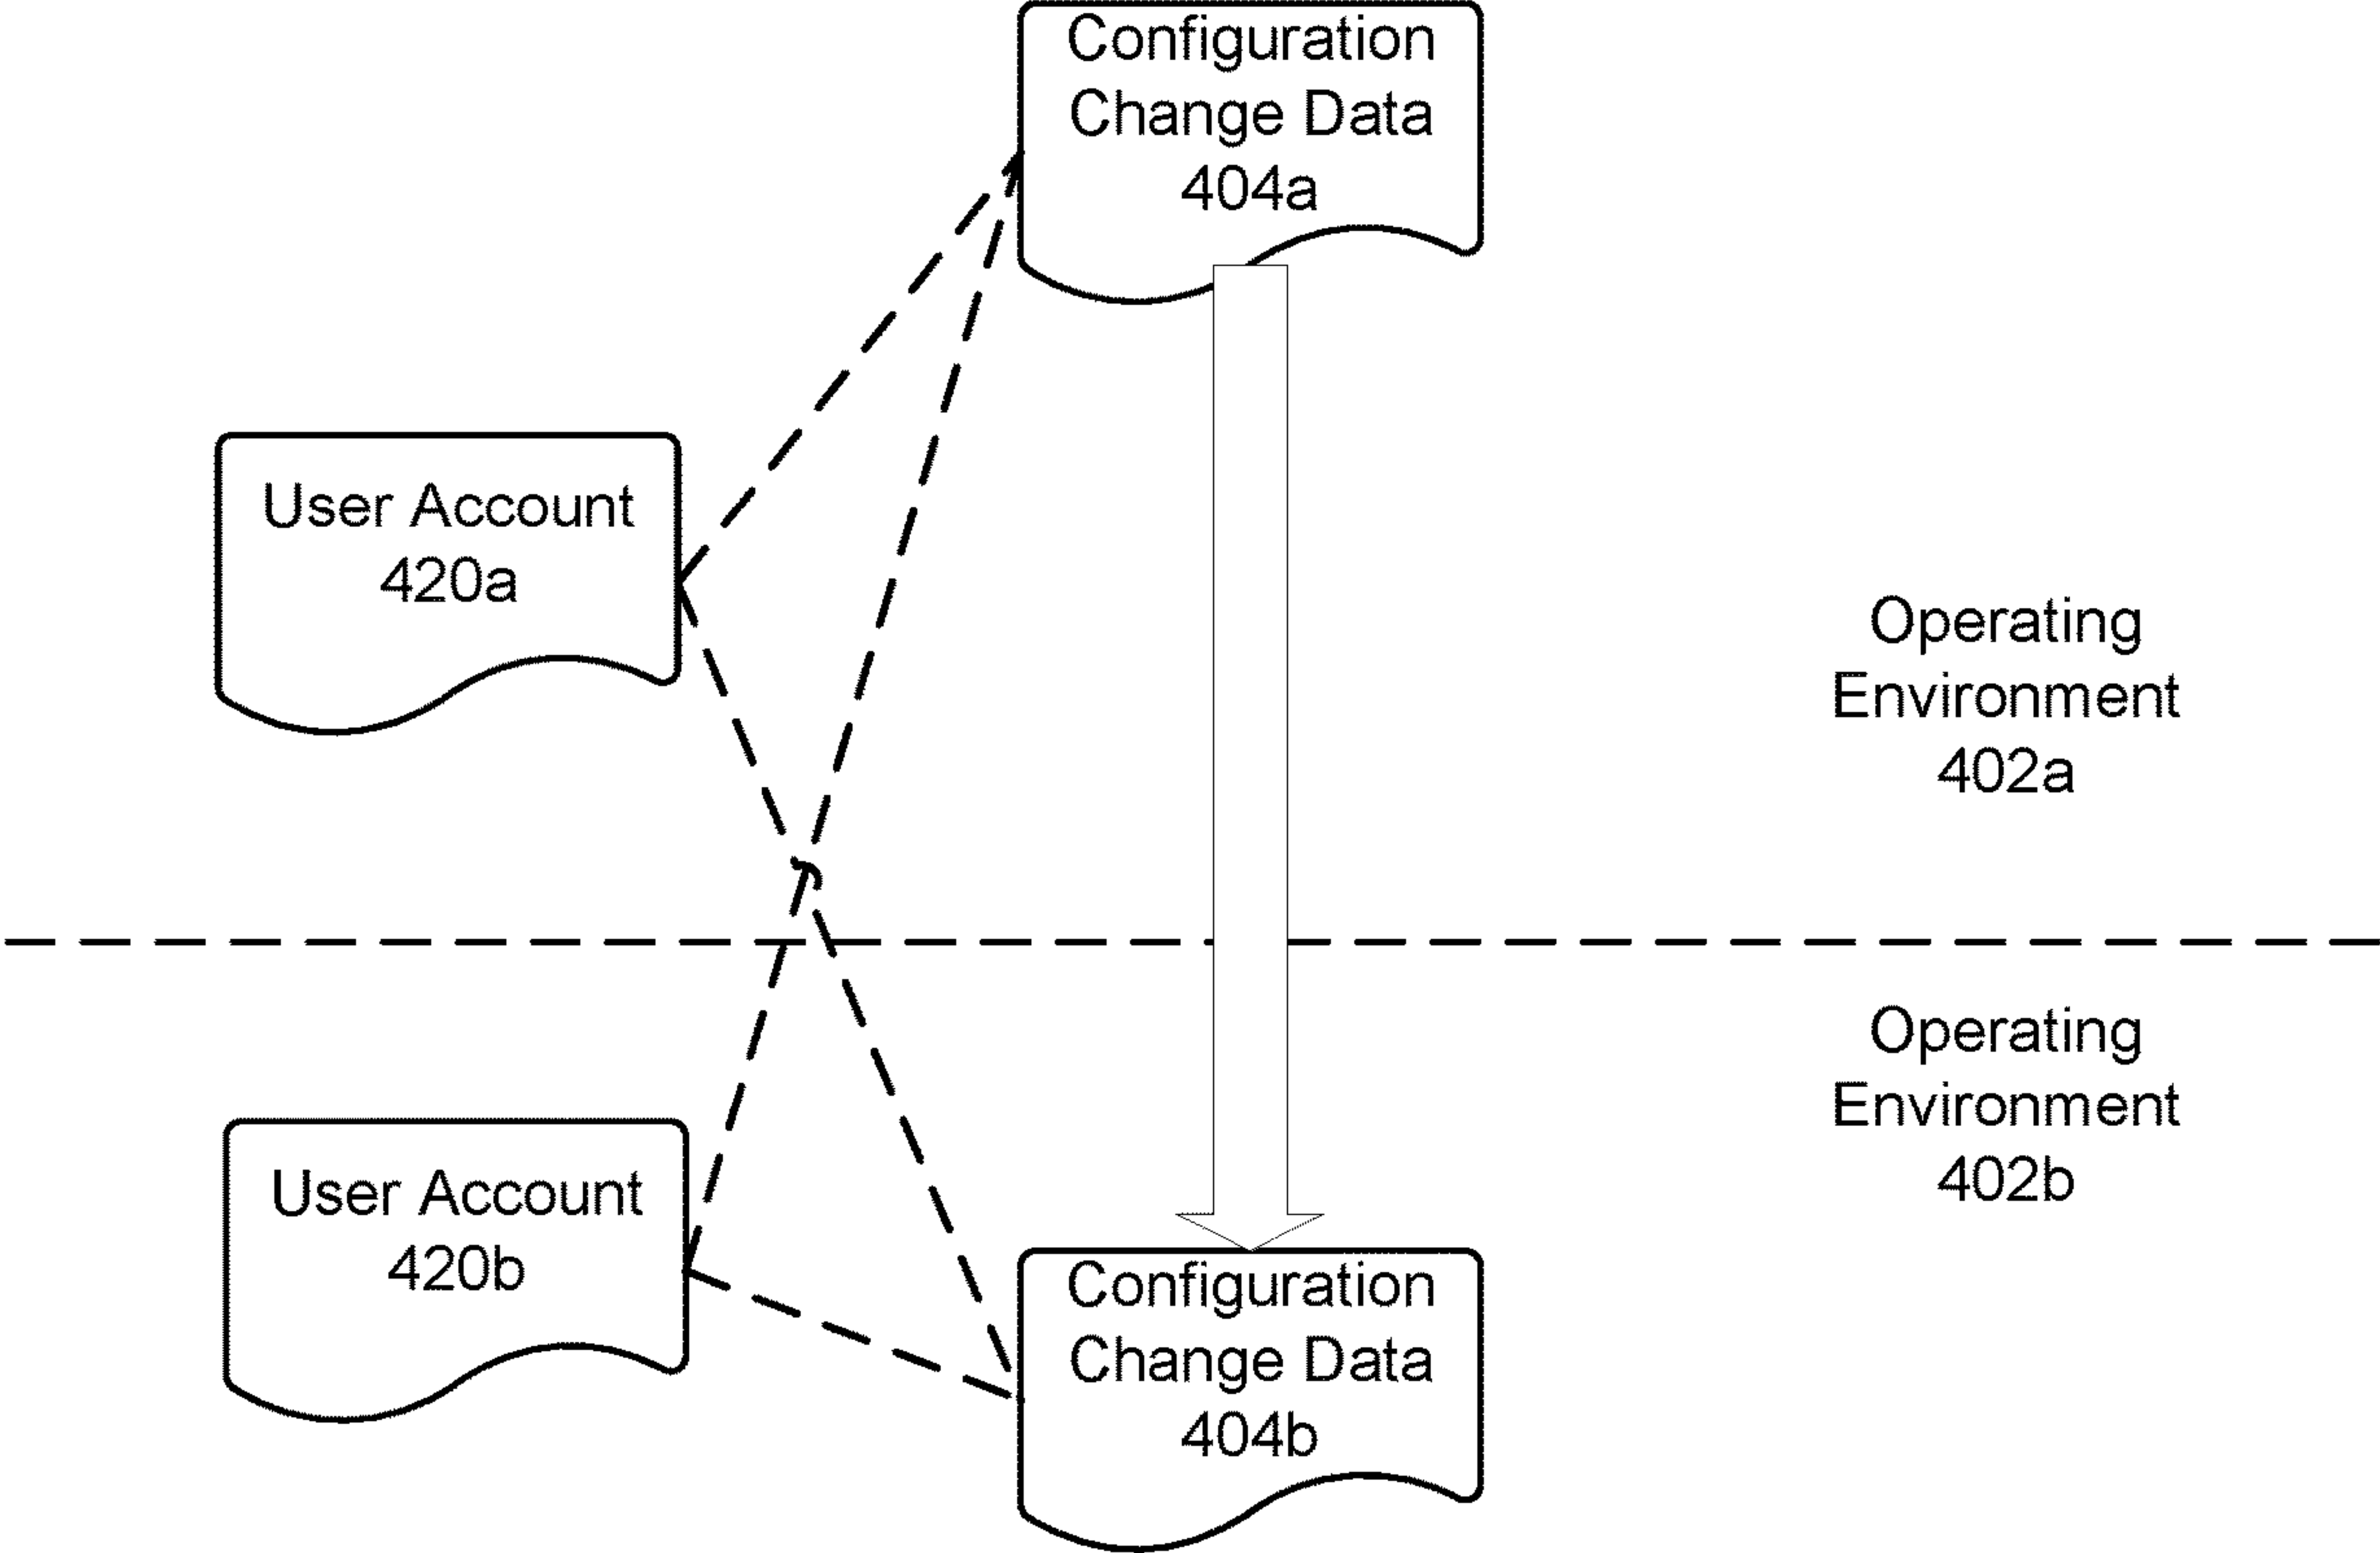 Configuration
Change Data
404a
User Account
420a
Operating
Environment
402a
Operating
Environment
402b
User Account
420b
Configuration
Change Data
404b